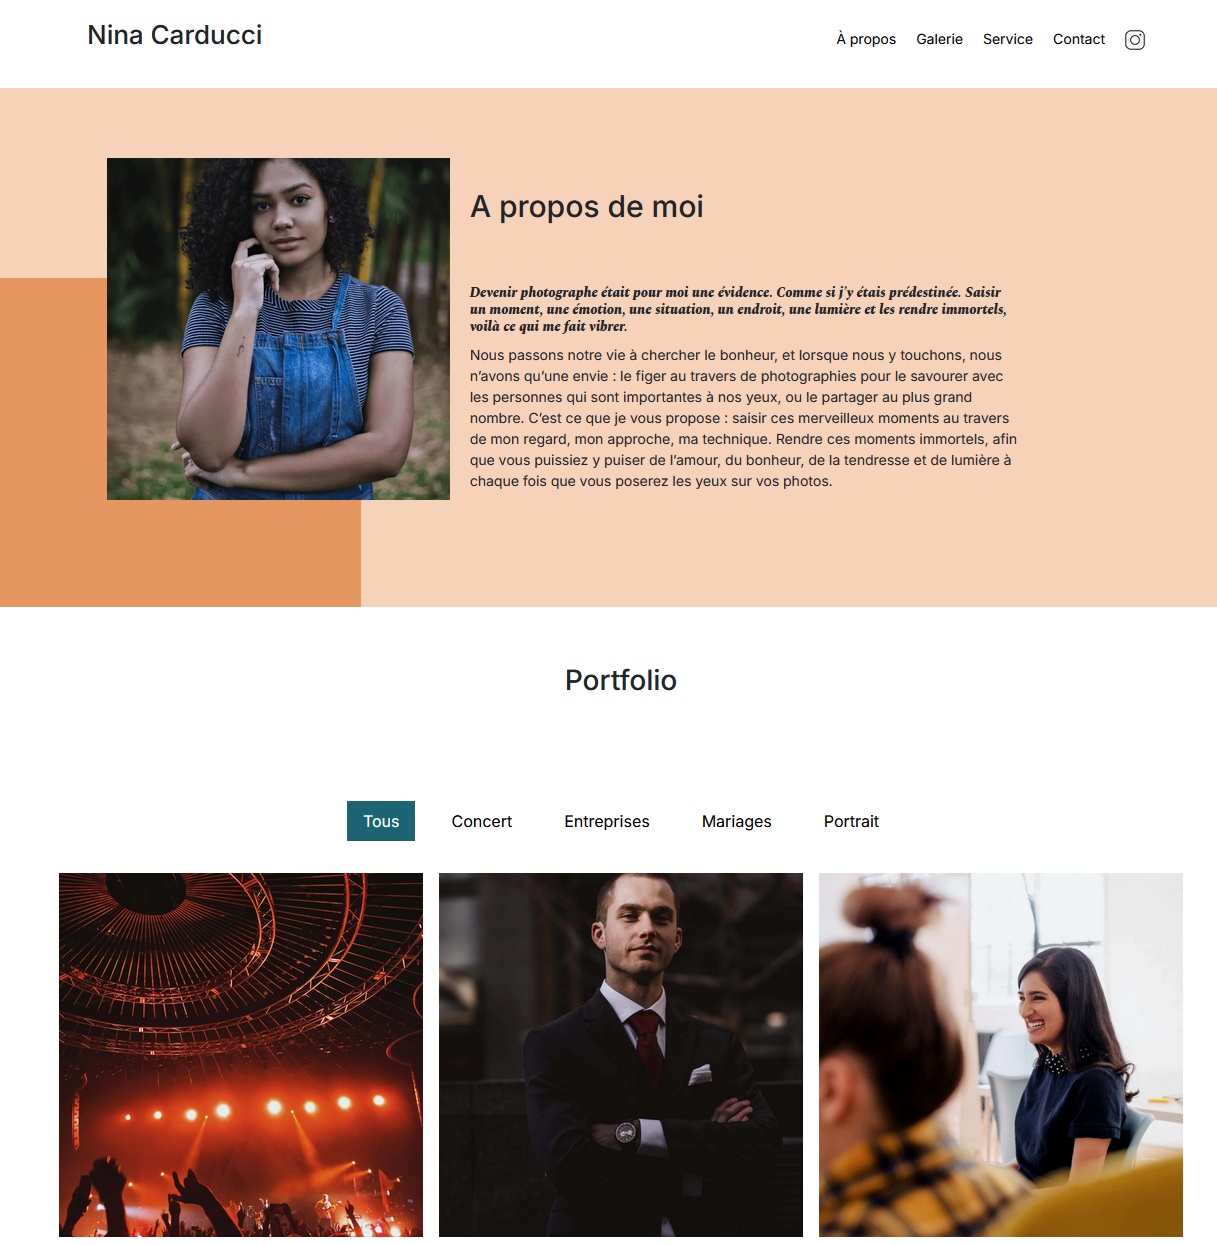 Nina Carducci
À propos
Galerie
Service
Contact
A propos de moi
Devenir photographe était pour moi une évidence. Comme si j'y étais prédestinée. Saisir
un moment, une émotion, une situation, un endroit, une lumière et les rendre immortels,
voilà ce qui me fait vibrer.
Nous passons notre vie à chercher le bonheur, et lorsque nous y touchons, nous
n’avons qu’une envie : le figer au travers de photographies pour le savourer avec
les personnes qui sont importantes à nos yeux, ou le partager au plus grand
nombre. C’est ce que je vous propose : saisir ces merveilleux moments au travers
de mon regard, mon approche, ma technique. Rendre ces moments immortels, afin
que vous puissiez y puiser de l’amour, du bonheur, de la tendresse et de lumière à
chaque fois que vous poserez les yeux sur vos photos.
Portfolio
Tous
Concert
Entreprises
Mariages
Portrait